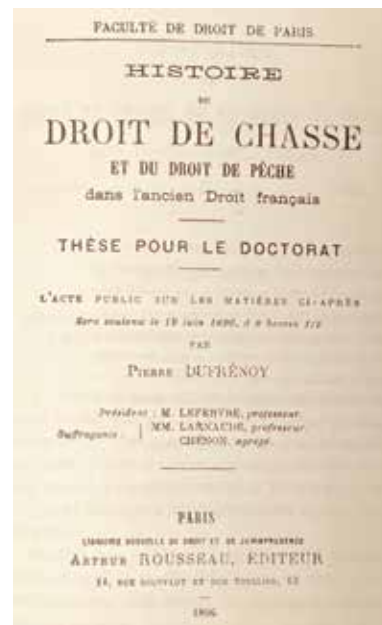 FACULTÉ DE DROIT DE PARIS
HISTOIRE
DU
DROIT DE CHASSE
ET DU DROIT DE PÊCHE
dans l'ancien Droit français
THÈSE POUR LE DOCTORAT
L'ACTE PUBLIC SUR LES MATIÈRES CI-APRÈS
Sera soutenu le 19 juin 1896, à 8 heures 1/2
PAR
PIERRE DUFRÉNOY
Président : M. LEFEBVRE, professeur.
Suffragants : MM. LARNAUDE, professeur.
CHÉNON, agrégé.
PARIS
LIBRAIRIE NOUVELLE DE DROIT ET DE JURISPRUDENCE
ARTHUR ROUSSEAU, ÉDITEUR
14, RUE SOUFFLOT ET RUE TOULLIER, 13
1896